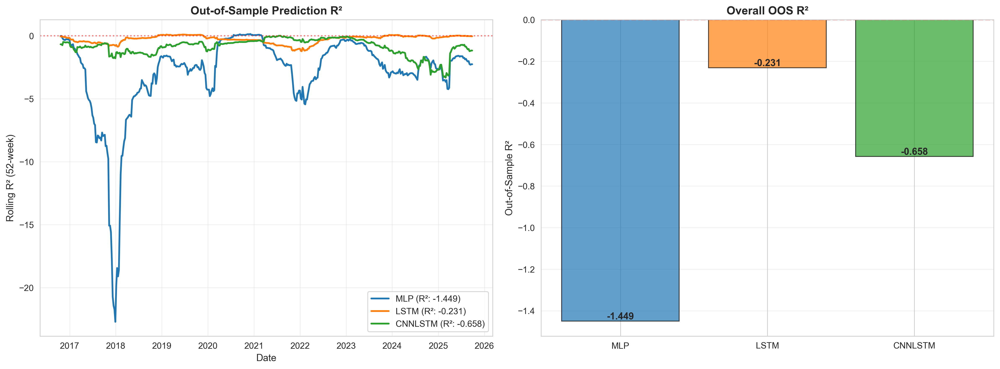 Out-of-Sample Prediction R²
Rolling R² (52-week)
0
−5
−10
−15
−20
2017 2018 2019 2020 2021 2022 2023 2024 2025 2026
Date
MLP (R²: -1.449)
LSTM (R²: -0.231)
CNNLSTM (R²: -0.658)
Overall OOS R²
Out-of-Sample R²
0.0
−0.2
−0.4
−0.6
−0.8
−1.0
−1.2
−1.4
-1.449
-0.231
-0.658
MLP LSTM CNNLSTM